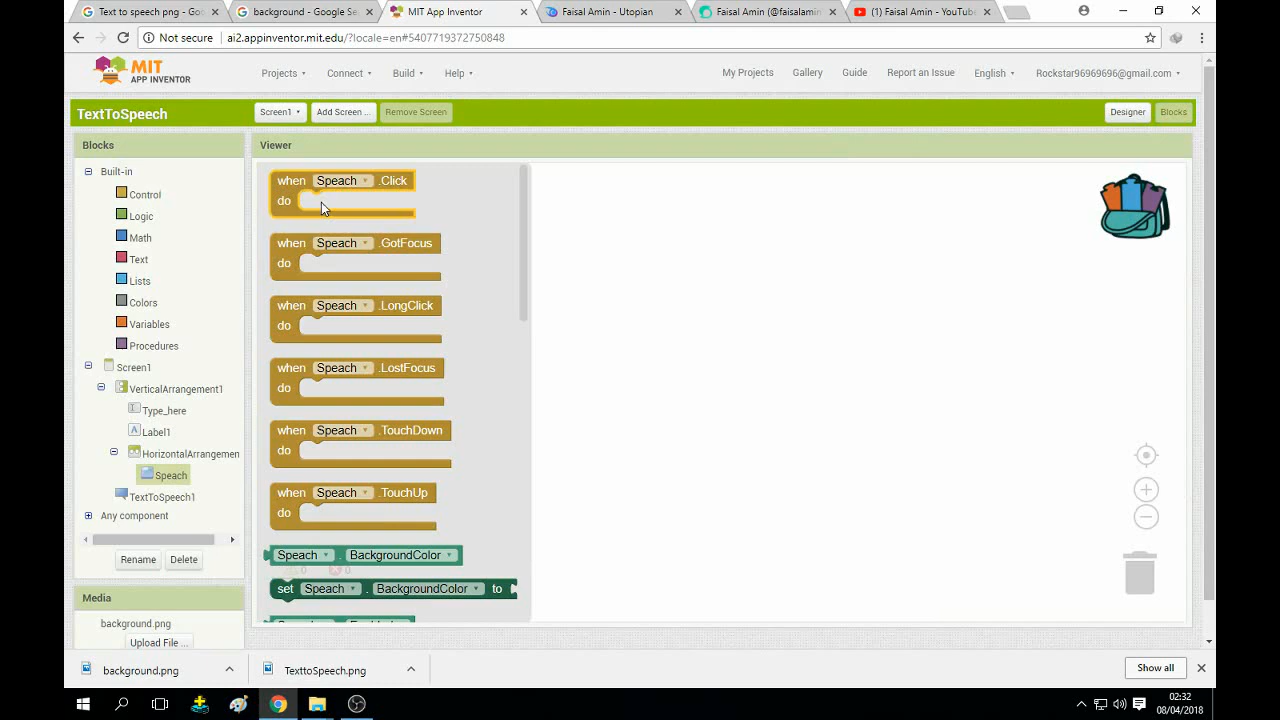 Text to speech png - Goo
background - Google Sea
MIT App Inventor
Faisal Amin - Utopian
Faisal Amin (@faisalamin
(1) Faisal Amin - YouTube
Not secure
ai2.appinventor.mit.edu/?locale=en#5407719372750848
MIT
APP INVENTOR
Projects
Connect
Build
Help
My Projects
Gallery
Guide
Report an Issue
English
Rockstar96969696@gmail.com
TextToSpeech
Screen1
Add Screen ...
Remove Screen
Designer
Blocks
Blocks
Viewer
Built-in
Control
Logic
Math
Text
Lists
Colors
Variables
Procedures
Screen1
VerticalArrangement1
Type_here
Label1
HorizontalArrangemen
Speach
TextToSpeech1
Any component
Rename
Delete
Media
background.png
Upload File ...
when Speach .Click
do
when Speach .GotFocus
do
when Speach .LongClick
do
when Speach .LostFocus
do
when Speach .TouchDown
do
when Speach .TouchUp
do
Speach . BackgroundColor
0 0
set Speach . BackgroundColor to
background.png
TexttoSpeech.png
Show all
02:32
08/04/2018